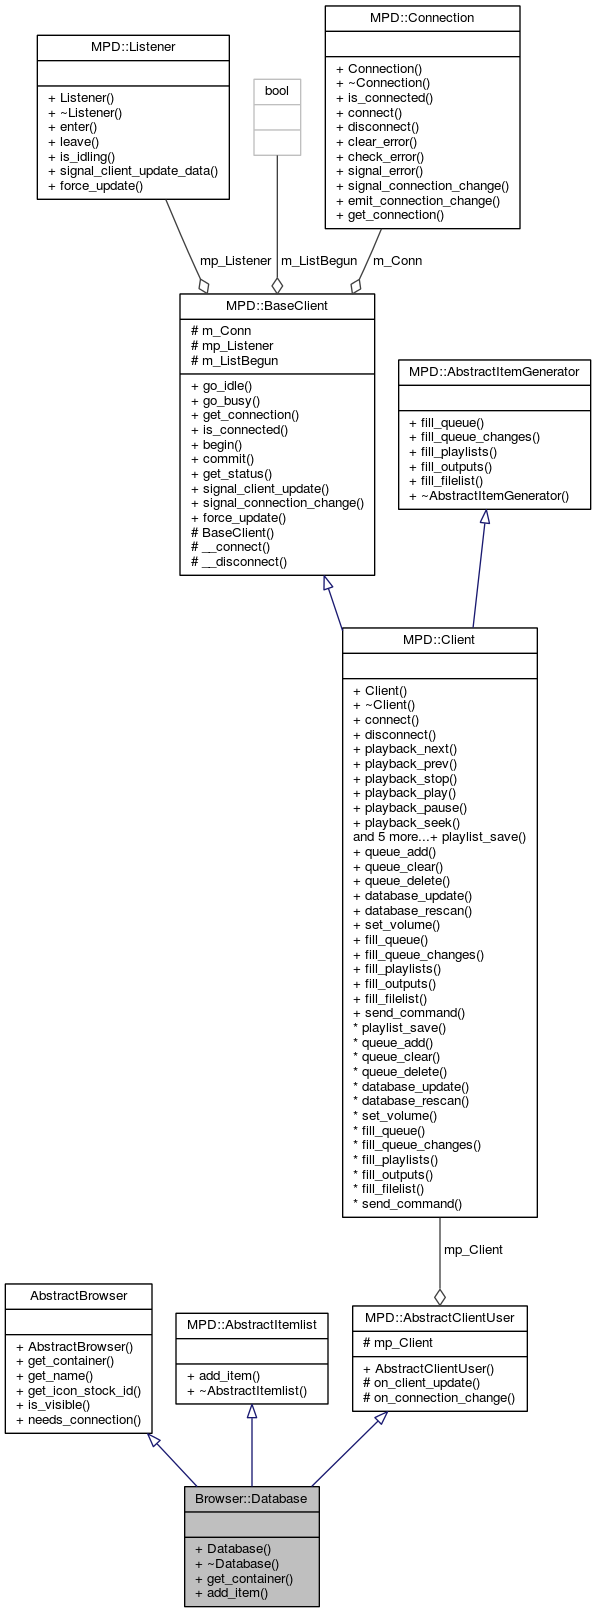 MPD::Connection
+ Connection()
+ ~Connection()
+ is_connected()
+ connect()
+ disconnect()
+ clear_error()
+ check_error()
+ signal_error()
+ signal_connection_change()
+ emit_connection_change()
+ get_connection()
MPD::Listener
+ Listener()
+ ~Listener()
+ enter()
+ leave()
+ is_idling()
+ signal_client_update_data()
+ force_update()
bool
mp_Listener
m_ListBegun
m_Conn
MPD::BaseClient
# m_Conn
# mp_Listener
# m_ListBegun
+ go_idle()
+ go_busy()
+ get_connection()
+ is_connected()
+ begin()
+ commit()
+ get_status()
+ signal_client_update()
+ signal_connection_change()
+ force_update()
# BaseClient()
# __connect()
# __disconnect()
MPD::AbstractItemGenerator
+ fill_queue()
+ fill_queue_changes()
+ fill_playlists()
+ fill_outputs()
+ fill_filelist()
+ ~AbstractItemGenerator()
MPD::Client
+ Client()
+ ~Client()
+ connect()
+ disconnect()
+ playback_next()
+ playback_prev()
+ playback_stop()
+ playback_play()
+ playback_pause()
+ playback_seek()
and 5 more...+ playlist_save()
+ queue_add()
+ queue_clear()
+ queue_delete()
+ database_update()
+ database_rescan()
+ set_volume()
+ fill_queue()
+ fill_queue_changes()
+ fill_playlists()
+ fill_outputs()
+ fill_filelist()
+ send_command()
* playlist_save()
* queue_add()
* queue_clear()
* queue_delete()
* database_update()
* database_rescan()
* set_volume()
* fill_queue()
* fill_queue_changes()
* fill_playlists()
* fill_outputs()
* fill_filelist()
* send_command()
mp_Client
AbstractBrowser
+ AbstractBrowser()
+ get_container()
+ get_name()
+ get_icon_stock_id()
+ is_visible()
+ needs_connection()
MPD::AbstractItemlist
+ add_item()
+ ~AbstractItemlist()
MPD::AbstractClientUser
# mp_Client
+ AbstractClientUser()
# on_client_update()
# on_connection_change()
Browser::Database
+ Database()
+ ~Database()
+ get_container()
+ add_item()